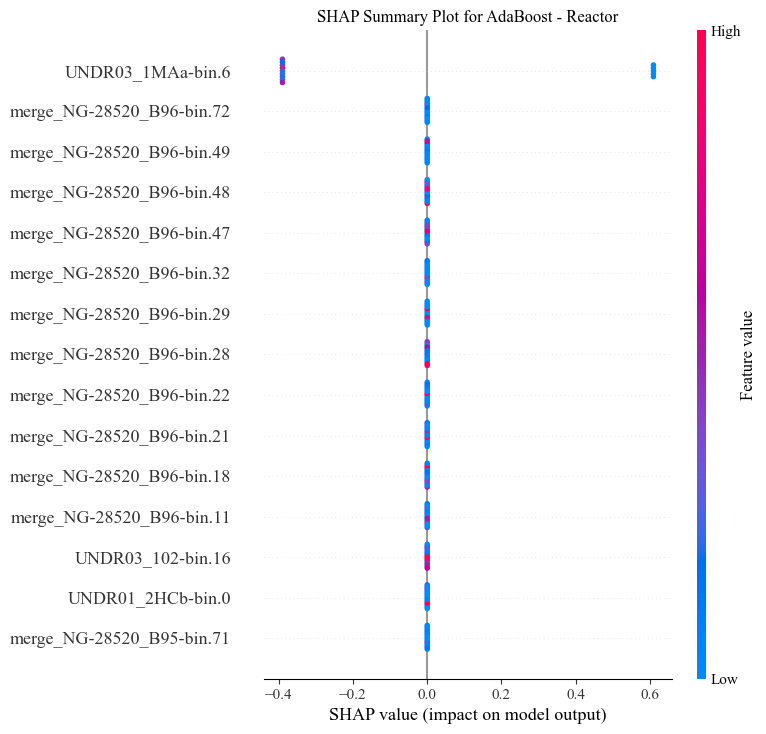 SHAP Summary Plot for AdaBoost - Reactor
High
UNDR03_1MAa-bin.6
merge_NG-28520_B96-bin.72
merge_NG-28520_B96-bin.49
merge_NG-28520_B96-bin.48
merge_NG-28520_B96-bin.47
merge_NG-28520_B96-bin.32
merge_NG-28520_B96-bin.29
merge_NG-28520_B96-bin.28
merge_NG-28520_B96-bin.22
merge_NG-28520_B96-bin.21
merge_NG-28520_B96-bin.18
merge_NG-28520_B96-bin.11
UNDR03_102-bin.16
UNDR01_2HCb-bin.0
merge_NG-28520_B95-bin.71
Feature value
Low
−0.4 −0.2 0.0 0.2 0.4 0.6
SHAP value (impact on model output)